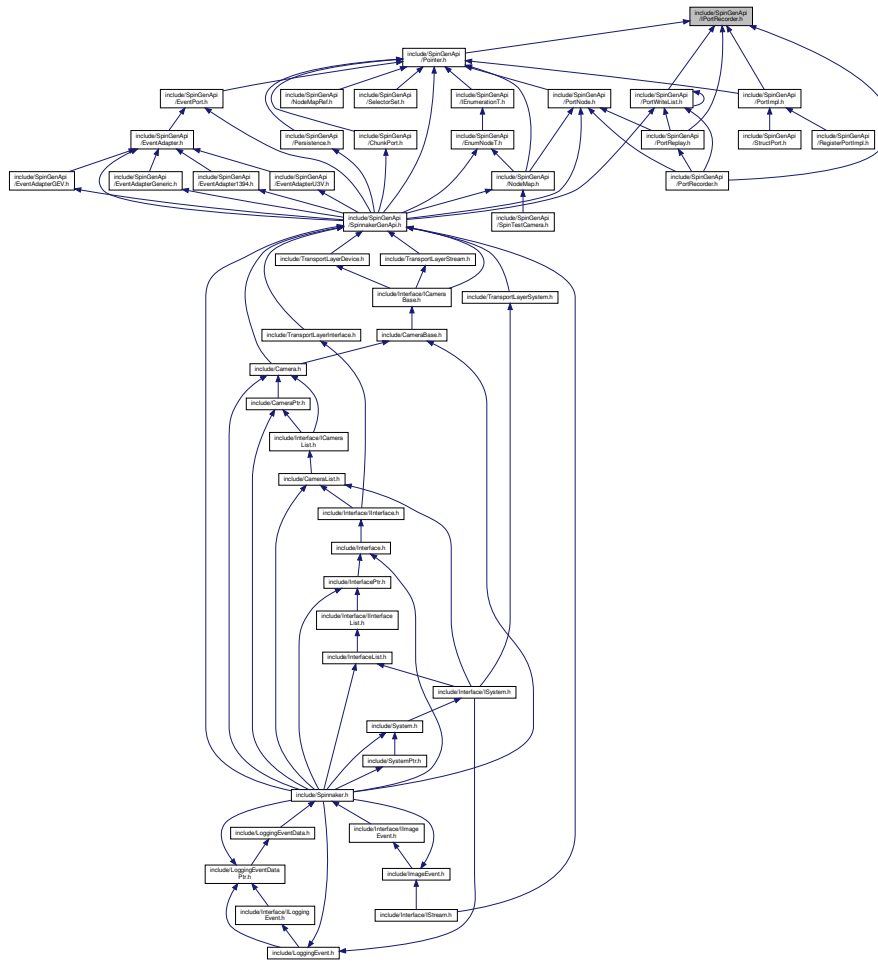 include/SpinGenApi
/IPortRecorder.h
include/SpinGenApi
/Pointer.h
include/SpinGenApi
/EventPort.h
include/SpinGenApi
/NodeMapRef.h
include/SpinGenApi
/SelectorSet.h
include/SpinGenApi
/IEnumerationT.h
include/SpinGenApi
/PortNode.h
include/SpinGenApi
/PortWriteList.h
include/SpinGenApi
/PortImpl.h
include/SpinGenApi
/EventAdapter.h
include/SpinGenApi
/Persistence.h
include/SpinGenApi
/ChunkPort.h
include/SpinGenApi
/EnumNodeT.h
include/SpinGenApi
/PortReplay.h
include/SpinGenApi
/StructPort.h
include/SpinGenApi
/RegisterPortImpl.h
include/SpinGenApi
/EventAdapterGEV.h
include/SpinGenApi
/EventAdapterGeneric.h
include/SpinGenApi
/EventAdapter1394.h
include/SpinGenApi
/EventAdapterU3V.h
include/SpinGenApi
/NodeMap.h
include/SpinGenApi
/PortRecorder.h
include/SpinGenApi
/SpinnakerGenApi.h
include/SpinGenApi
/SpinTestCamera.h
include/TransportLayerDevice.h
include/TransportLayerStream.h
include/Interface/ICamera
Base.h
include/TransportLayerSystem.h
include/TransportLayerInterface.h
include/CameraBase.h
include/Camera.h
include/CameraPtr.h
include/Interface/ICamera
List.h
include/CameraList.h
include/Interface/IInterface.h
include/Interface.h
include/InterfacePtr.h
include/Interface/IInterface
List.h
include/InterfaceList.h
include/Interface/ISystem.h
include/System.h
include/SystemPtr.h
include/Spinnaker.h
include/LoggingEventData.h
include/Interface/IImage
Event.h
include/LoggingEventData
Ptr.h
include/ImageEvent.h
include/Interface/ILogging
Event.h
include/Interface/IStream.h
include/LoggingEvent.h